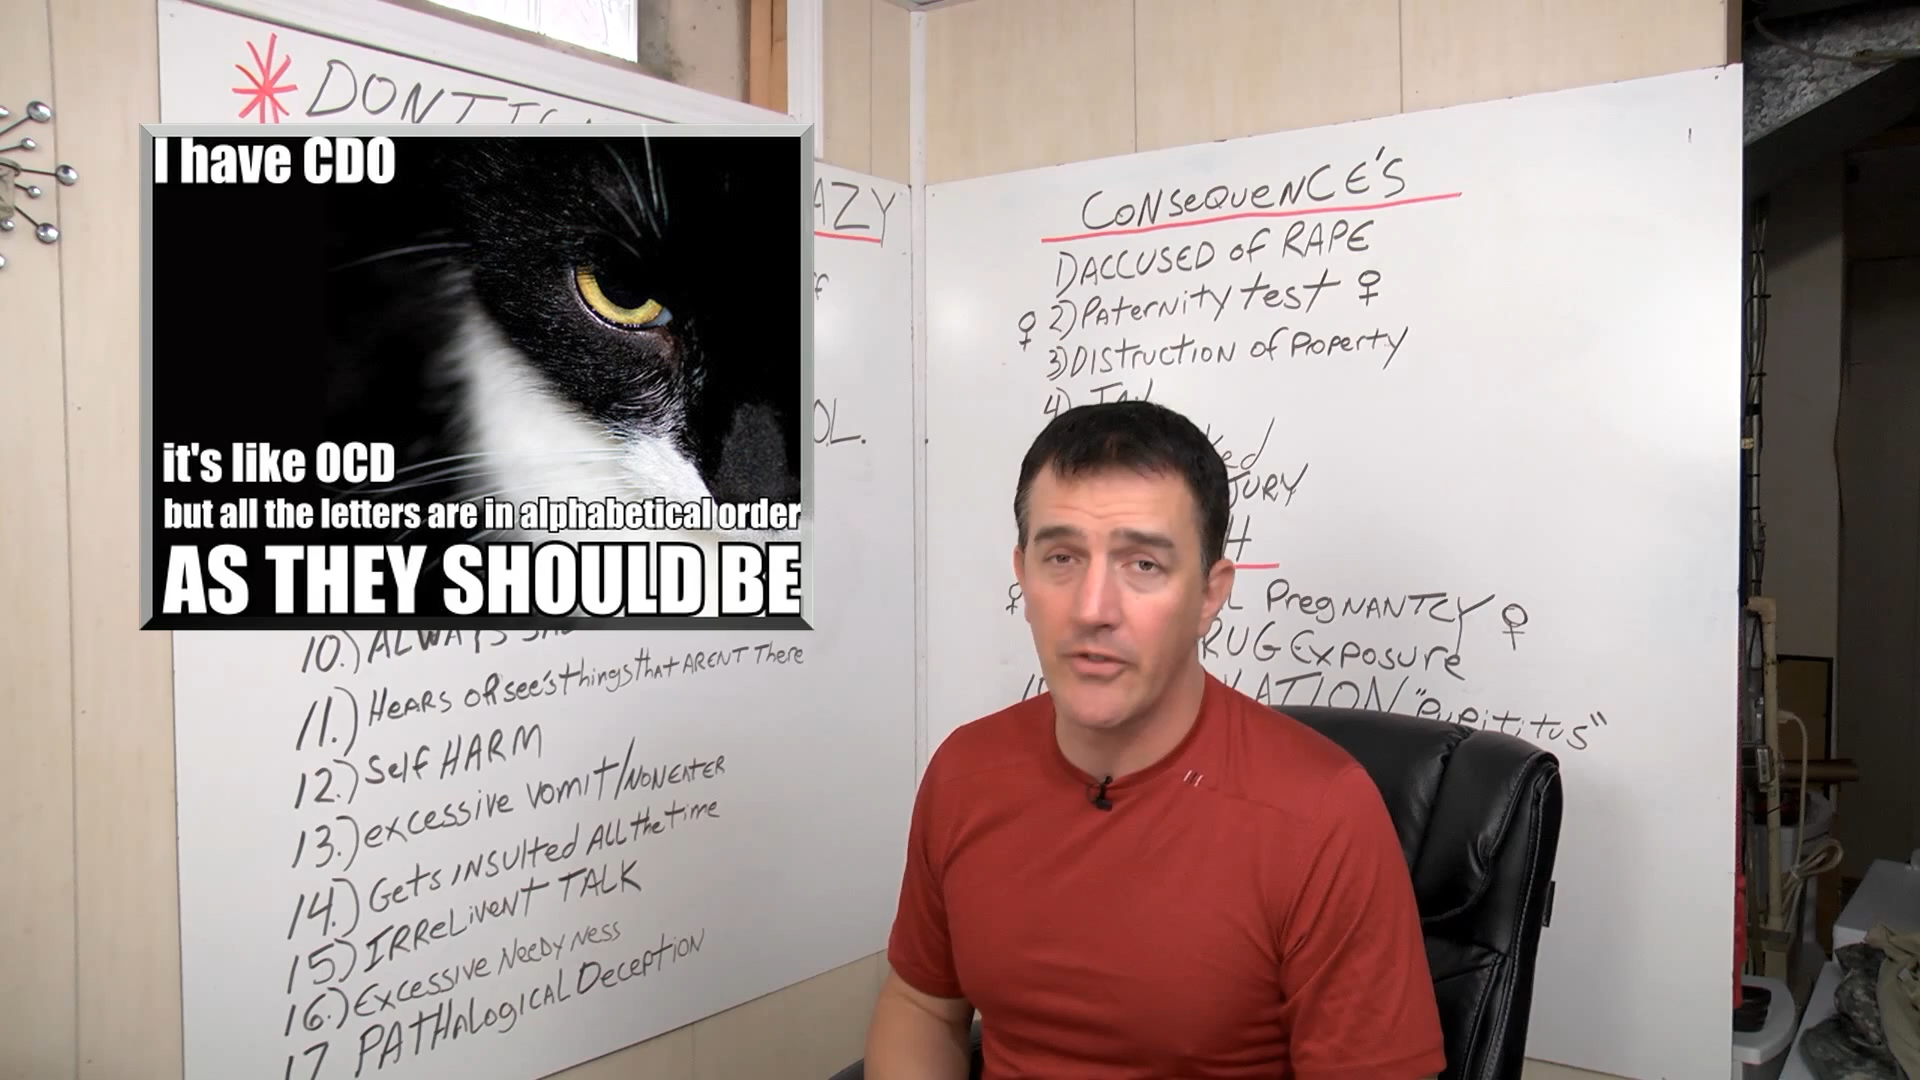 * DONT
I have CDO
it's like OCD
but all the letters are in alphabetical order
AS THEY SHOULD BE
AZY
OL.
10.) ALWAYS
11.) HEARS OR see's things that ARENT There
12.) Self HARM
13.) excessive vomit/NONEATER
14.) Gets INSulted ALL the time
15) IRReLiveNT TALK
16.) Excessive NeeDyNess
17 PATHAlogicAL Deception
CONSeQUeNCE'S
1) ACCUSED of RAPE
♀ 2) PAterNity test ♀
3) DIStructION of Property
4)
JURY
H
♀ PregNANTCY ♀
RUG Exposure
LATION